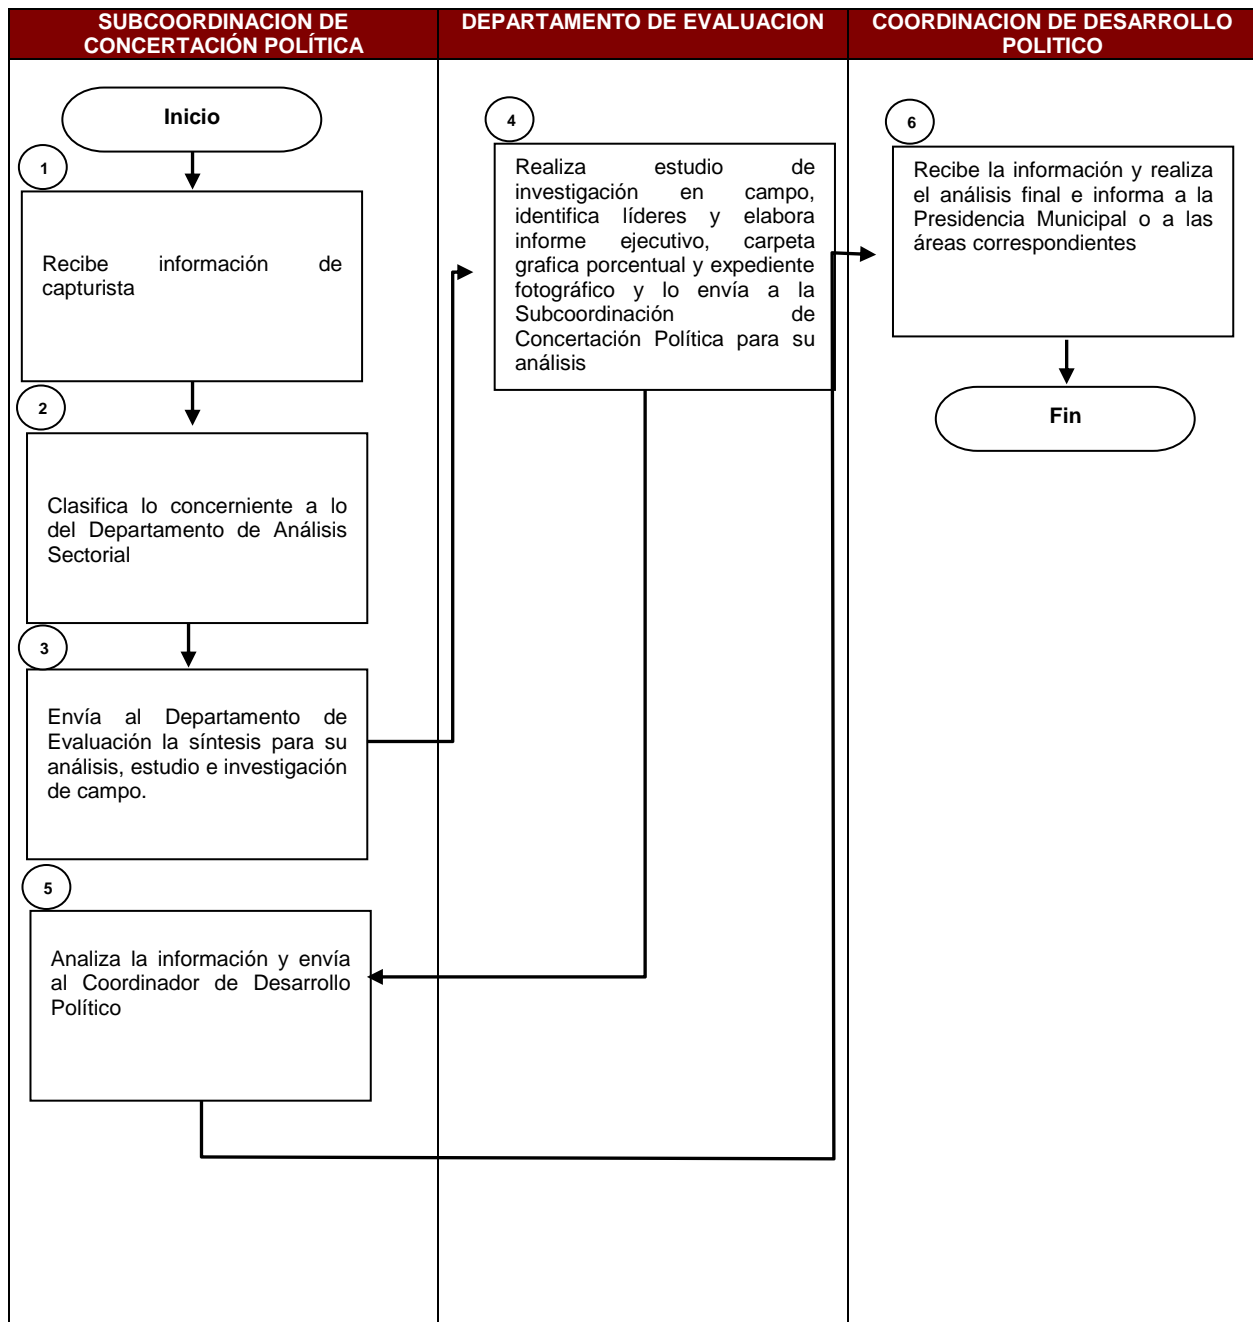 SUBCOORDINACION DE
CONCERTACIÓN POLÍTICA
DEPARTAMENTO DE EVALUACION
COORDINACION DE DESARROLLO
POLITICO
Inicio
1
Recibe información de
capturista
2
Clasifica lo concerniente a lo
del Departamento de Análisis
Sectorial
3
Envía al Departamento de
Evaluación la síntesis para su
análisis, estudio e investigación
de campo.
4
Realiza estudio de
investigación en campo,
identifica líderes y elabora
informe ejecutivo, carpeta
grafica porcentual y expediente
fotográfico y lo envía a la
Subcoordinación de
Concertación Política para su
análisis
5
Analiza la información y envía
al Coordinador de Desarrollo
Político
6
Recibe la información y realiza
el análisis final e informa a la
Presidencia Municipal o a las
áreas correspondientes
Fin